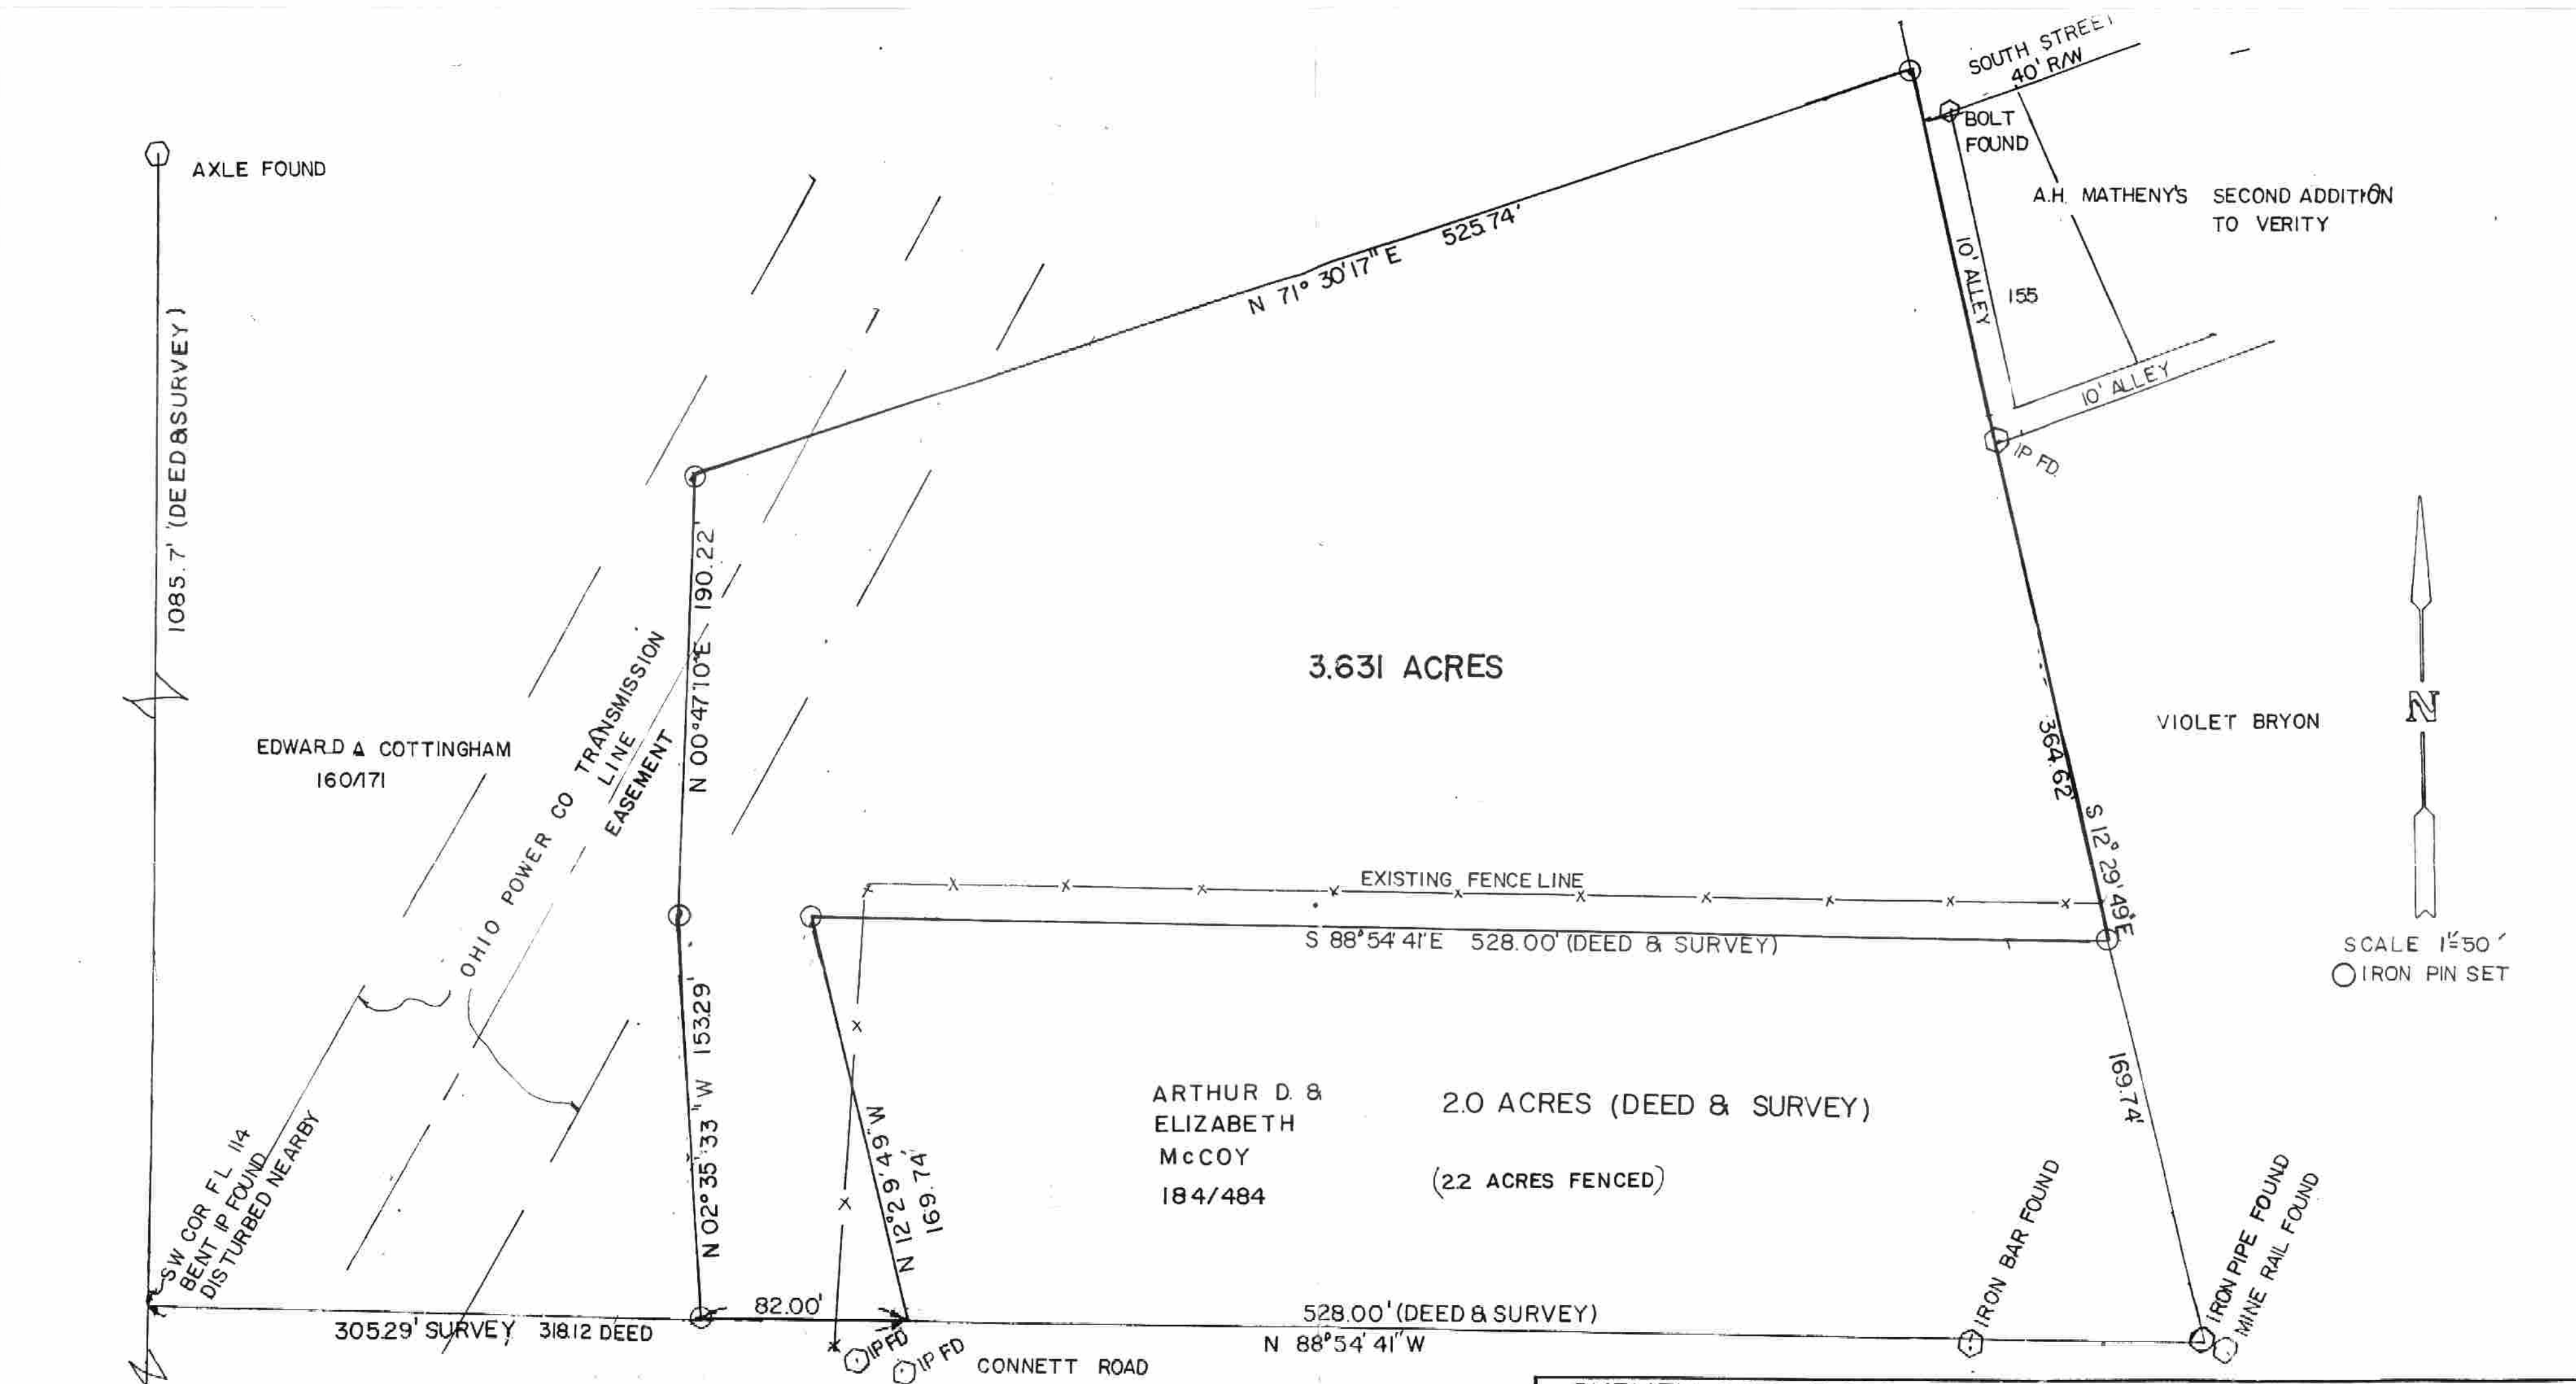 SOUTH STREET
40' R/W
BOLT
FOUND
AXLE FOUND
A.H. MATHENY'S SECOND ADDITION
TO VERITY
N 71° 30'17" E 525.74'
10' ALLEY
155
10' ALLEY
IP FD.
1085.7' (DEED & SURVEY)
N 00°47'10"E 190.22'
3.631 ACRES
N
VIOLET BRYON
EDWARD A COTTINGHAM
160/171
OHIO POWER CO TRANSMISSION
LINE
EASEMENT
364.62'
S 12° 29'49"E
EXISTING FENCE LINE
S 88°54'41"E 528.00' (DEED & SURVEY)
SCALE 1"=50'
IRON PIN SET
N 02°35'33"W 153.29'
N 12°29'49"W
169.74'
ARTHUR D. &
ELIZABETH
McCOY
184/484
2.0 ACRES (DEED & SURVEY)
(2.2 ACRES FENCED)
169.74'
SW COR FL 114
BENT IP FOUND
DISTURBED NEARBY
IRON BAR FOUND
IRON PIPE FOUND
MINE RAIL FOUND
82.00'
305.29' SURVEY 318.12 DEED
528.00' (DEED & SURVEY)
N 88°54'41"W
IP FD
IP FD
CONNETT ROAD